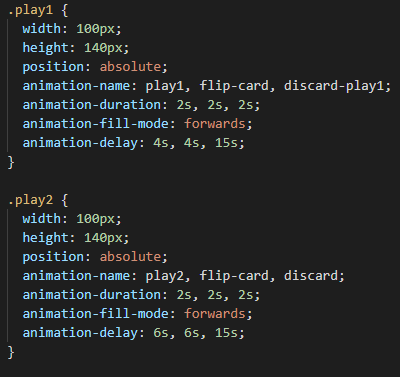 .play1 {
  width: 100px;
  height: 140px;
  position: absolute;
  animation-name: play1, flip-card, discard-play1;
  animation-duration: 2s, 2s, 2s;
  animation-fill-mode: forwards;
  animation-delay: 4s, 4s, 15s;
}

.play2 {
  width: 100px;
  height: 140px;
  position: absolute;
  animation-name: play2, flip-card, discard;
  animation-duration: 2s, 2s, 2s;
  animation-fill-mode: forwards;
  animation-delay: 6s, 6s, 15s;
}